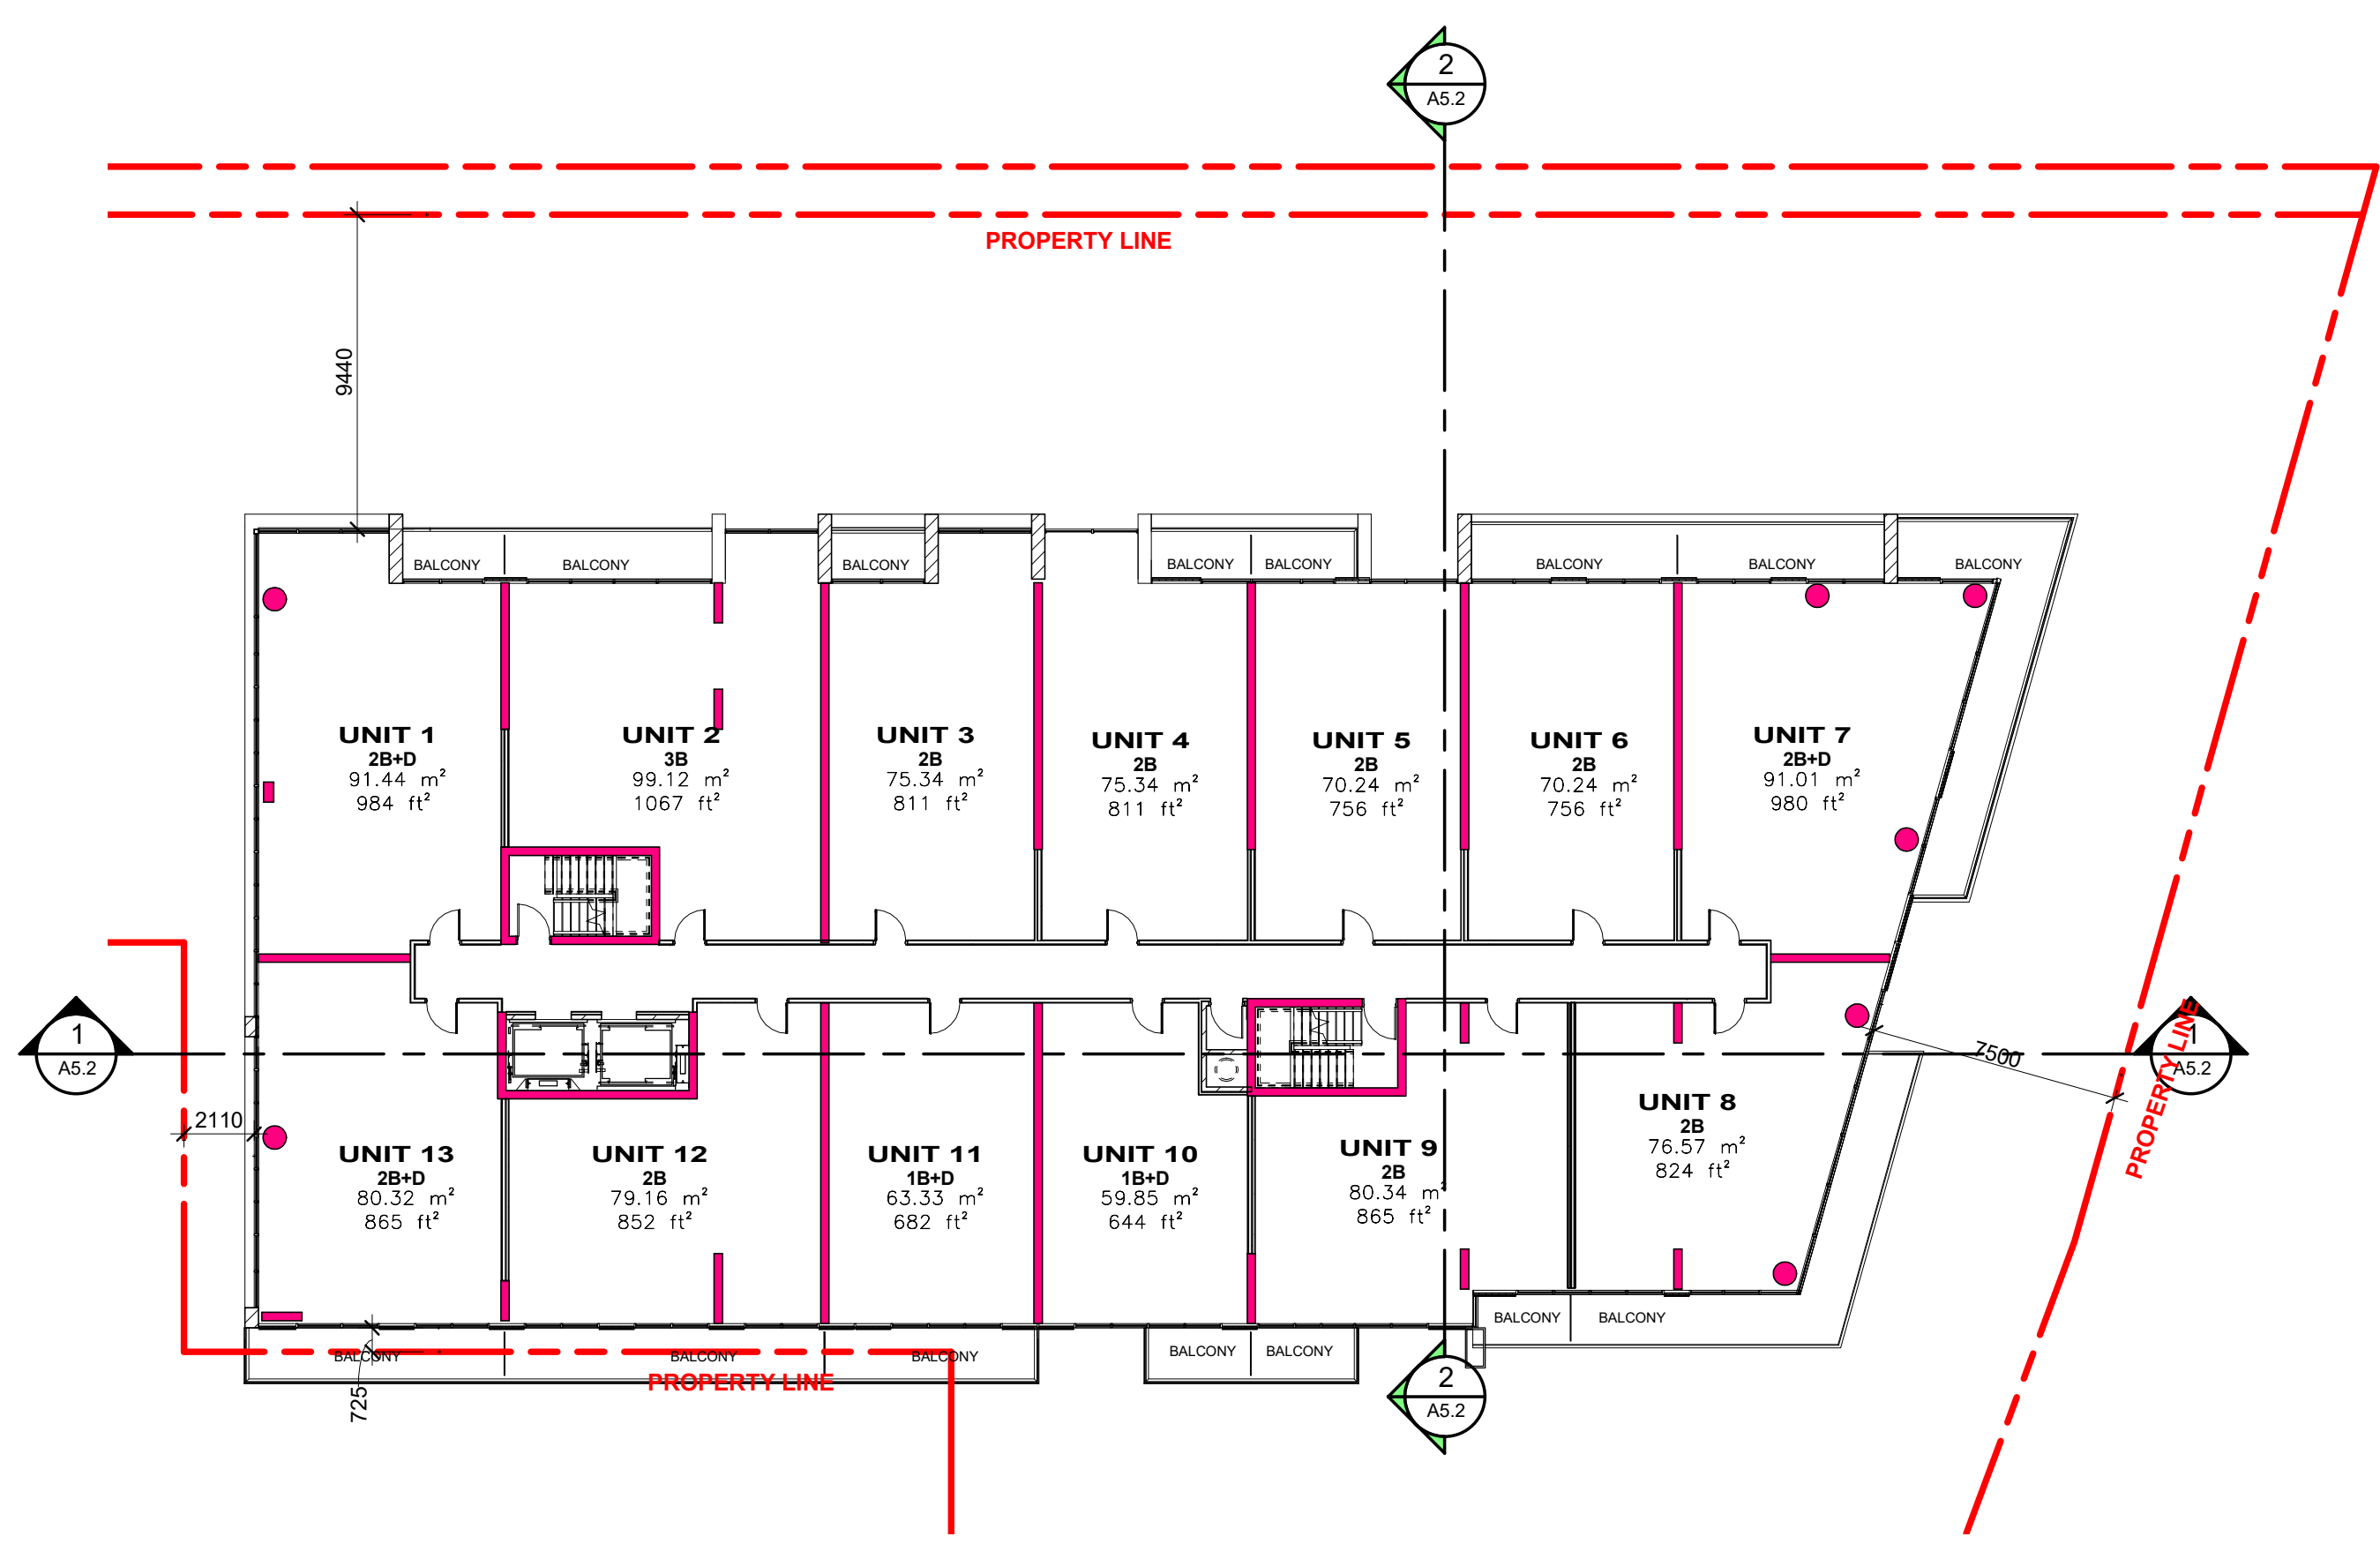 2
A5.2
PROPERTY LINE
9440
BALCONY
BALCONY
BALCONY
BALCONY
BALCONY
BALCONY
BALCONY
BALCONY
UNIT 1
2B+D
91.44 m²
984 ft²
UNIT 2
3B
99.12 m²
1067 ft²
UNIT 3
2B
75.34 m²
811 ft²
UNIT 4
2B
75.34 m²
811 ft²
UNIT 5
2B
70.24 m²
756 ft²
UNIT 6
2B
70.24 m²
756 ft²
UNIT 7
2B+D
91.01 m²
980 ft²
1
A5.2
7500
1
A5.2
PROPERTY LINE
2110
UNIT 13
2B+D
80.32 m²
865 ft²
UNIT 12
2B
79.16 m²
852 ft²
UNIT 11
1B+D
63.33 m²
682 ft²
UNIT 10
1B+D
59.85 m²
644 ft²
UNIT 9
2B
80.34 m²
865 ft²
UNIT 8
2B
76.57 m²
824 ft²
BALCONY
BALCONY
BALCONY
BALCONY
BALCONY
BALCONY
BALCONY
PROPERTY LINE
725
2
A5.2